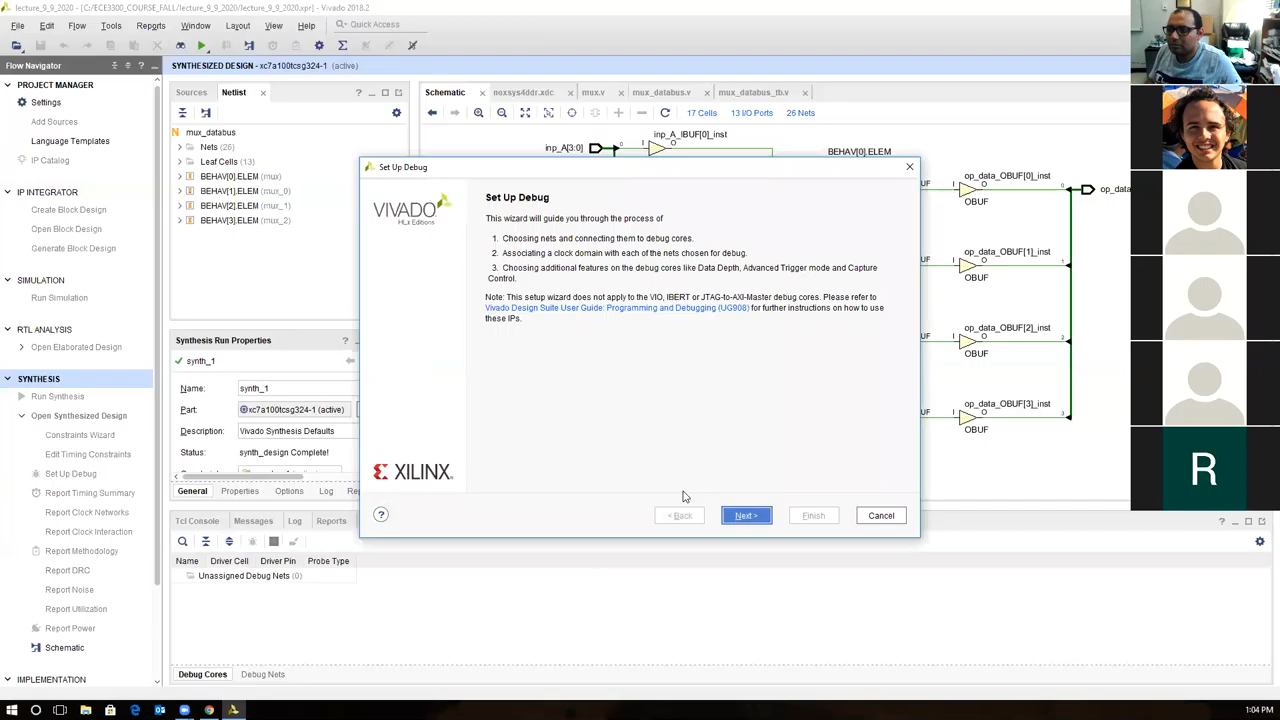 lecture_9_9_2020 - [C:/ECE3300_COURSE_FALL/lecture_9_9_2020/lecture_9_9_2020.xpr] - Vivado 2018.2
File Edit Flow Tools Reports Window Layout View Help Quick Access
Flow Navigator
SYNTHESIZED DESIGN - xc7a100tcsg324-1 (active)
PROJECT MANAGER
Settings
Add Sources
Language Templates
IP Catalog
IP INTEGRATOR
Create Block Design
Open Block Design
Generate Block Design
SIMULATION
Run Simulation
RTL ANALYSIS
Open Elaborated Design
SYNTHESIS
Run Synthesis
Open Synthesized Design
Constraints Wizard
Edit Timing Constraints
Set Up Debug
Report Timing Summary
Report Clock Networks
Report Clock Interaction
Report Methodology
Report DRC
Report Noise
Report Utilization
Report Power
Schematic
IMPLEMENTATION
Sources Netlist
mux_databus
Nets (26)
Leaf Cells (13)
BEHAV[0].ELEM (mux)
BEHAV[1].ELEM (mux_0)
BEHAV[2].ELEM (mux_1)
BEHAV[3].ELEM (mux_2)
Synthesis Run Properties
synth_1
Name: synth_1
Part: xc7a100tcsg324-1 (active)
Description: Vivado Synthesis Defaults
Status: synth_design Complete!
General Properties Options Log
Schematic noxsys4ddr.xdc mux.v mux_databus.v mux_databus_tb.v
17 Cells 13 I/O Ports 26 Nets
inp_A_IBUF[0]_inst
inp_A[3:0] I O
BEHAV[0].ELEM
op_data_OBUF[0]_inst
I O
OBUF
op_data_OBUF[1]_inst
I O
OBUF
op_data_OBUF[2]_inst
I O
OBUF
op_data_OBUF[3]_inst
I O
OBUF
Set Up Debug
VIVADO
HLx Editions
Set Up Debug
This wizard will guide you through the process of
1. Choosing nets and connecting them to debug cores.
2. Associating a clock domain with each of the nets chosen for debug.
3. Choosing additional features on the debug cores like Data Depth, Advanced Trigger mode and Capture
Control.
Note: This setup wizard does not apply to the VIO, IBERT or JTAG-to-AXI-Master debug cores. Please refer to
Vivado Design Suite User Guide: Programming and Debugging (UG908) for further instructions on how to use
these IPs.
XILINX
< Back Next > Finish Cancel
Tcl Console Messages Log Reports
Name Driver Cell Driver Pin Probe Type
Unassigned Debug Nets (0)
Debug Cores Debug Nets
R
1:04 PM